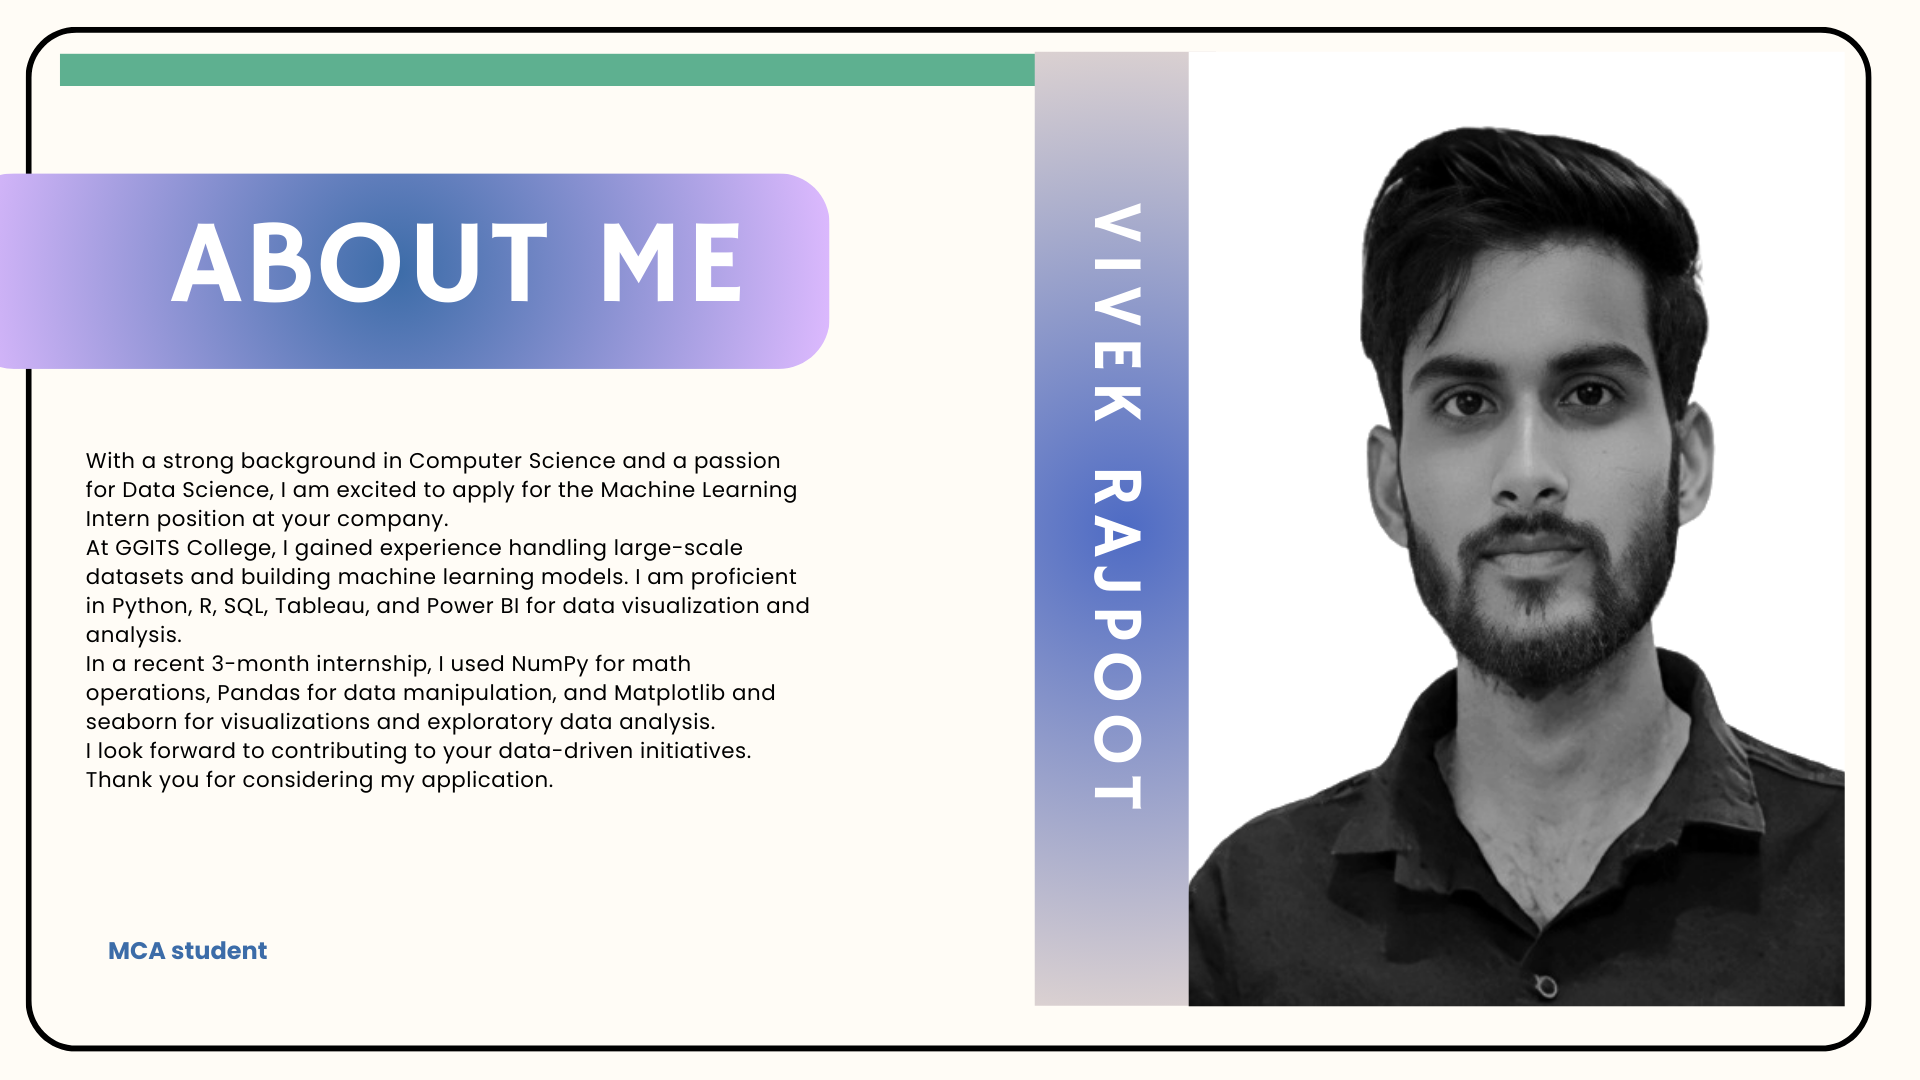 ABOUT ME
With a strong background in Computer Science and a passion
for Data Science, I am excited to apply for the Machine Learning
Intern position at your company.
At GGITS College, I gained experience handling large-scale
datasets and building machine learning models. I am proficient
in Python, R, SQL, Tableau, and Power BI for data visualization and
analysis.
In a recent 3-month internship, I used NumPy for math
operations, Pandas for data manipulation, and Matplotlib and
seaborn for visualizations and exploratory data analysis.
I look forward to contributing to your data-driven initiatives.
Thank you for considering my application.
MCA student
VIVEK RAJPOOT